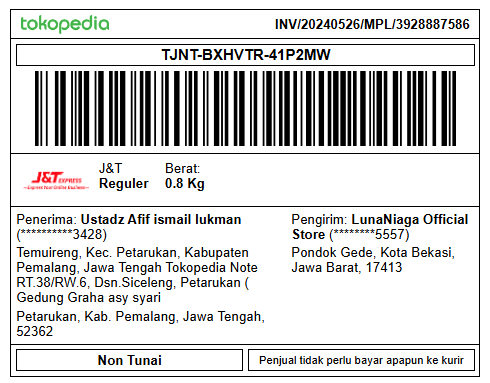 tokopedia
INV/20240526/MPL/3928887586
TJNT-BXHVTR-41P2MW
J&T EXPRESS
Express Your Online Business
J&T
Reguler
Berat:
0.8 Kg
Penerima: Ustadz Afif ismail lukman
(**********3428)
Temuireng, Kec. Petarukan, Kabupaten
Pemalang, Jawa Tengah Tokopedia Note
RT.38/RW.6, Dsn.Siceleng, Petarukan (
Gedung Graha asy syari
Petarukan, Kab. Pemalang, Jawa Tengah,
52362
Pengirim: LunaNiaga Official
Store (********5557)
Pondok Gede, Kota Bekasi,
Jawa Barat, 17413
Non Tunai
Penjual tidak perlu bayar apapun ke kurir